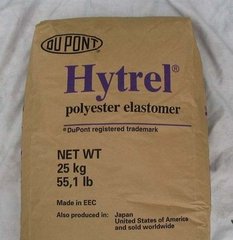 DU PONT
Hytrel®
polyester elastomer
® DuPont registered trademark
NET WT
25 kg
55,1 lb
Made in EEC
Also produced in: Japan
United States of America
and sold worldwide